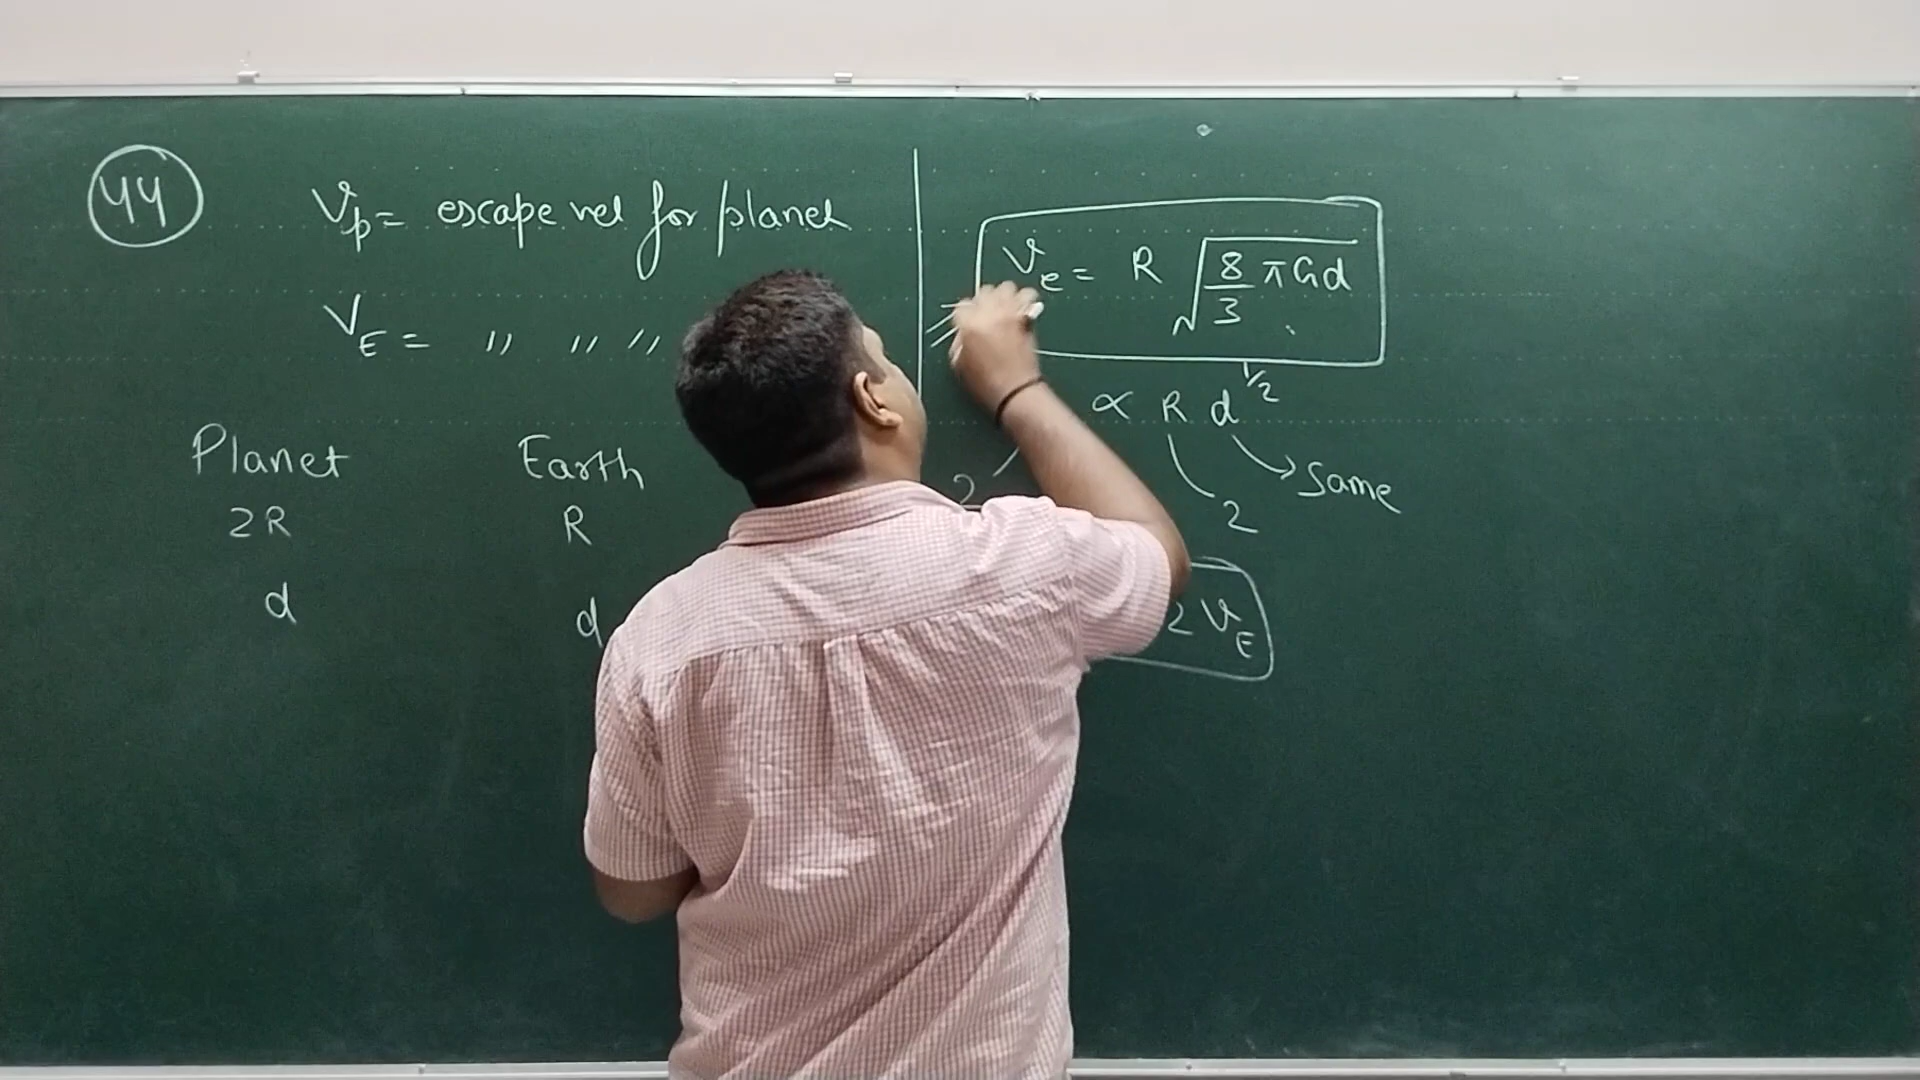 44
Vp = escape vel for planet
VE = " " "
Planet Earth
2R R
d d
Ve = R √(8/3 πGd)
∝ R d^1/2
same
2 2
2 VE